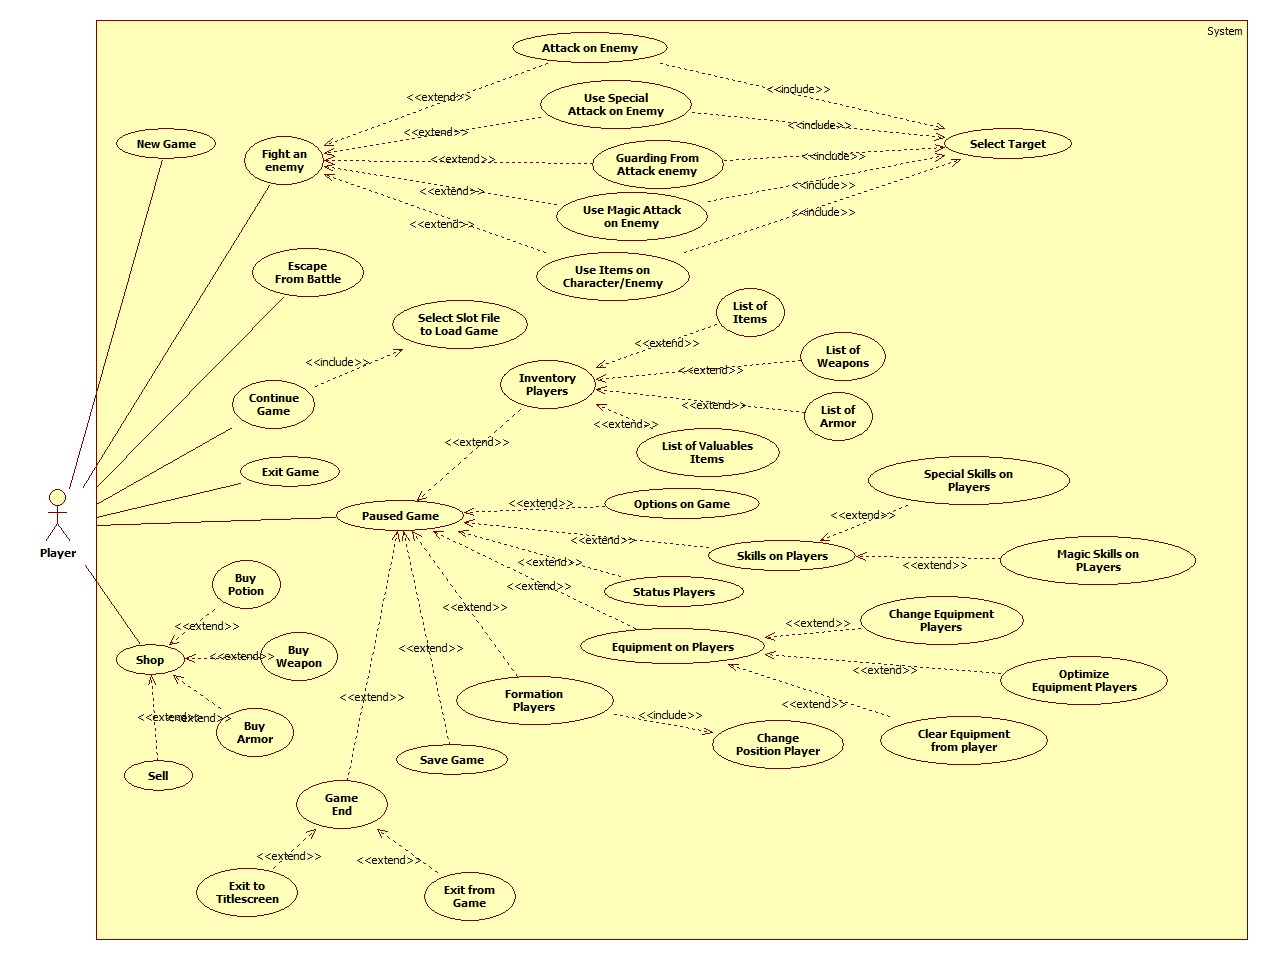 System
Attack on Enemy
<<extend>>
<<include>>
Use Special
Attack on Enemy
<<extend>>
<<include>>
New Game
Fight an
enemy
Select Target
<<extend>>
Guarding From
Attack enemy
<<include>>
<<extend>>
Use Magic Attack
on Enemy
<<include>>
<<extend>>
<<include>>
Escape
From Battle
Use Items on
Character/Enemy
Select Slot File
to Load Game
List of
Items
<<extend>>
<<include>>
List of
Weapons
<<extend>>
Inventory
Players
Continue
Game
<<extend>>
List of
Armor
<<extend>>
<<extend>>
List of Valuables
Items
Exit Game
Special Skills on
Players
Paused Game
<<extend>>
Options on Game
<<extend>>
<<extend>>
Skills on Players
Magic Skills on
PLayers
<<extend>>
Player
<<extend>>
<<extend>>
Status Players
Buy
Potion
<<extend>>
Change Equipment
Players
<<extend>>
<<extend>>
Equipment on Players
Shop
<<extend>>
Buy
Weapon
<<extend>>
<<extend>>
Optimize
Equipment Players
<<extend>>
Formation
Players
<<extend>>
<<extend>>
<<extend>>
Buy
Armor
<<include>>
Change
Position Player
Clear Equipment
from player
Sell
Save Game
Game
End
<<extend>>
<<extend>>
Exit to
Titlescreen
Exit from
Game